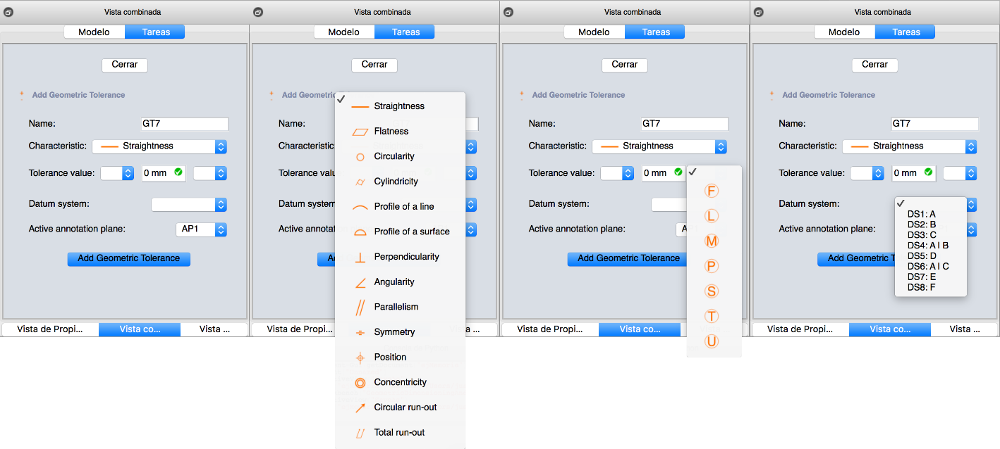 Vista combinada
Modelo Tareas
Cerrar
Add Geometric Tolerance
Name: GT7
Characteristic: Straightness
Tolerance value: 0 mm
Datum system:
Active annotation plane: AP1
Add Geometric Tolerance
Vista de Propi... Vista co... Vista ...
Vista combinada
Modelo Tareas
Cerrar
Add Geometric
Name:
Characteristic
Tolerance valu
Datum system
Active annotat
Straightness
Flatness
Circularity
Cylindricity
Profile of a line
Profile of a surface
Perpendicularity
Angularity
Parallelism
Symmetry
Position
Concentricity
Circular run-out
Total run-out
Vista de Propi... a ...
Vista combinada
Modelo Tareas
Cerrar
Add Geometric Tolerance
Name: GT7
Characteristic: Straightness
Tolerance value: 0 mm
Datum system:
Active annotation plane: A
Add Geometric Tolerance
F
L
M
P
S
T
U
Vista de Propi... Vista co...
Vista combinada
Modelo Tareas
Cerrar
Add Geometric Tolerance
Name: GT7
Characteristic: Straightness
Tolerance value: 0 mm
Datum system:
Active annotation plane:
Add Geometric T
DS1: A
DS2: B
DS3: C
DS4: A | B
DS5: D
DS6: A | C
DS7: E
DS8: F
Vista de Propi... Vista co... Vista ...